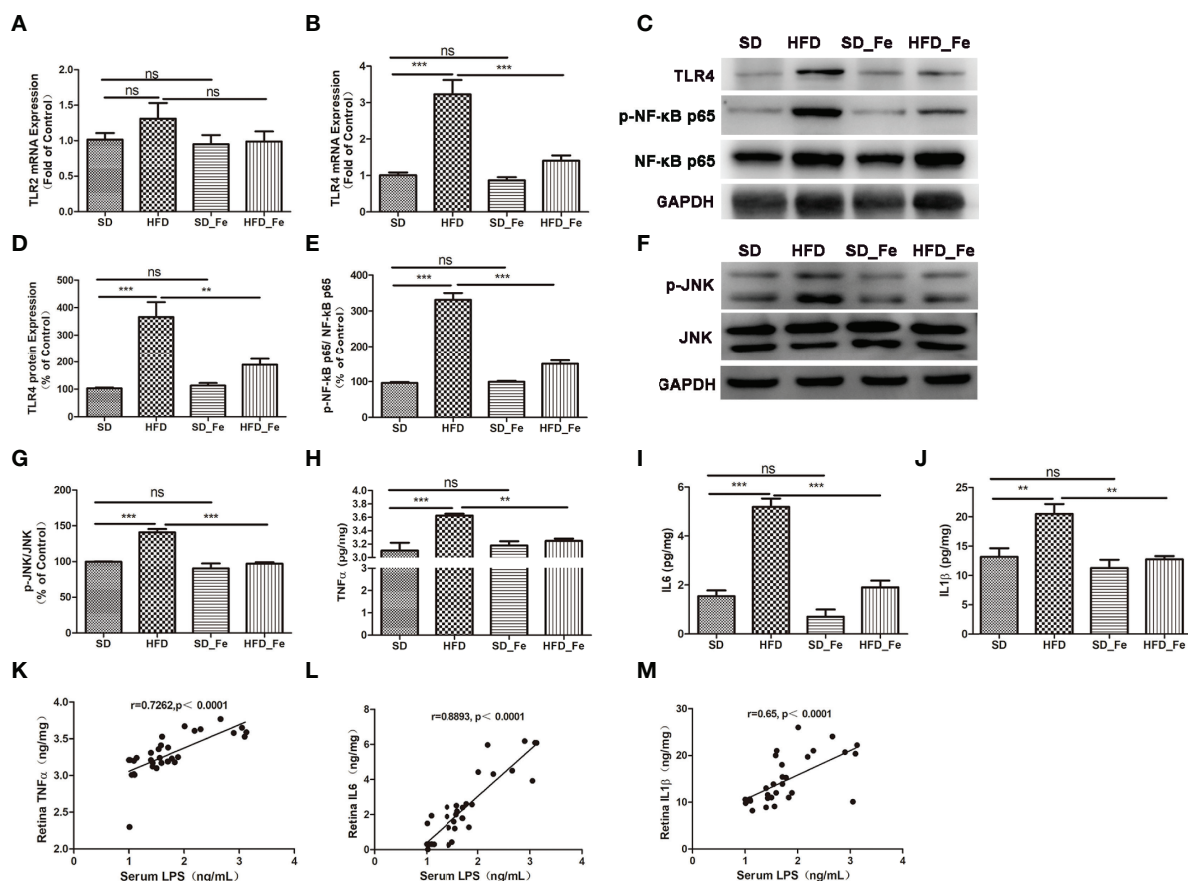 A
B
C
TLR2 mRNA Expression
(Fold of Control)
2.0
1.5
1.0
0.5
0.0
ns
ns
ns
SD
HFD
SD_Fe
HFD_Fe
TLR4 mRNA Expression
(Fold of Control)
4
3
2
1
0
ns
***
***
SD
HFD
SD_Fe
HFD_Fe
SD HFD SD_Fe HFD_Fe
TLR4
p-NF-κB p65
NF-κB p65
GAPDH
D
E
F
TLR4 protein Expression
(% of Control)
500
400
300
200
100
0
ns
***
**
SD
HFD
SD_Fe
HFD_Fe
p-NF-kB p65/ NF-kB p65
(% of Control)
400
300
200
100
0
ns
***
***
SD
HFD
SD_Fe
HFD_Fe
SD HFD SD_Fe HFD_Fe
p-JNK
JNK
GAPDH
G
H
I
J
p-JNK/JNK
(% of Control)
200
150
100
50
0
ns
***
***
SD
HFD
SD_Fe
HFD_Fe
TNFα (pg/mg)
4.0
3.8
3.6
3.4
3.2
3.0
4
3
2
1
0
ns
***
**
SD
HFD
SD_Fe
HFD_Fe
IL6 (pg/mg)
6
4
2
0
ns
***
***
SD
HFD
SD_Fe
HFD_Fe
IL1β (pg/mg)
25
20
15
10
5
0
ns
**
**
SD
HFD
SD_Fe
HFD_Fe
K
L
M
Retina TNFα (ng/mg)
4.0
3.5
3.0
2.5
2.0
r=0.7262,p< 0.0001
0 1 2 3 4
Serum LPS (ng/mL)
Retina IL6 (ng/mg)
8
6
4
2
0
r=0.8893, p< 0.0001
0 1 2 3 4
Serum LPS (ng/mL)
Retina IL1β (ng/mg)
30
20
10
0
r=0.65, p< 0.0001
0 1 2 3 4
Serum LPS (ng/mL)